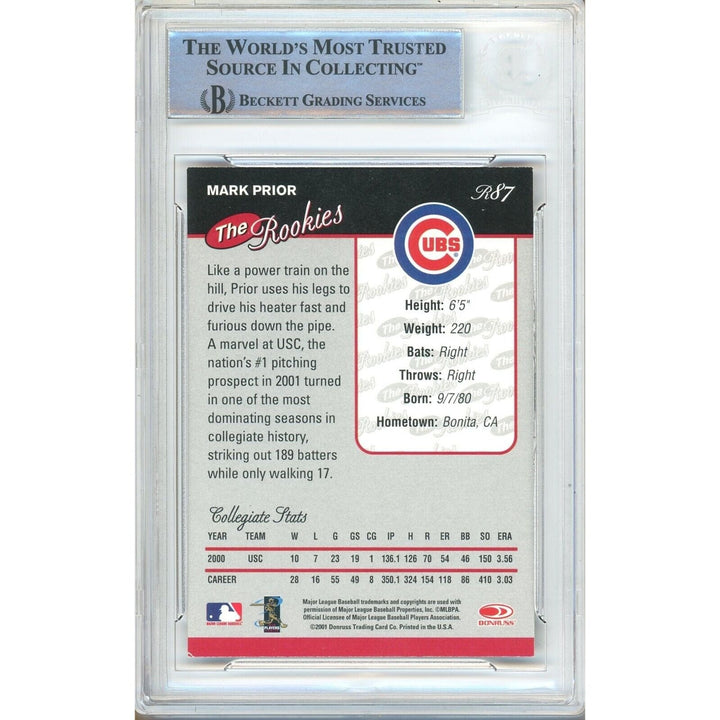 THE WORLD'S MOST TRUSTED
SOURCE IN COLLECTING™
B BECKETT GRADING SERVICES
MARK PRIOR
R87
The Rookies
CUBS
Like a power train on the
hill, Prior uses his legs to
drive his heater fast and
furious down the pipe.
A marvel at USC, the
nation's #1 pitching
prospect in 2001 turned
in one of the most
dominating seasons in
collegiate history,
striking out 189 batters
while only walking 17.
Height: 6'5"
Weight: 220
Bats: Right
Throws: Right
Born: 9/7/80
Hometown: Bonita, CA
Collegiate Stats
YEAR TEAM W L G GS CG IP H R ER BB SO ERA
2000 USC 10 7 23 19 1 136.1 126 70 54 20 150 3.56
CAREER 28 16 55 49 8 350.1 324 154 118 86 410 3.03
Major League Baseball trademarks and copyrights are used with
permission of Major League Baseball Properties, Inc. ©MLBPA.
Official Licensee of Major League Baseball Players Association.
©2001 Donruss Trading Card Co. Printed in the U.S.A.
PLAYERS
DONRUSS